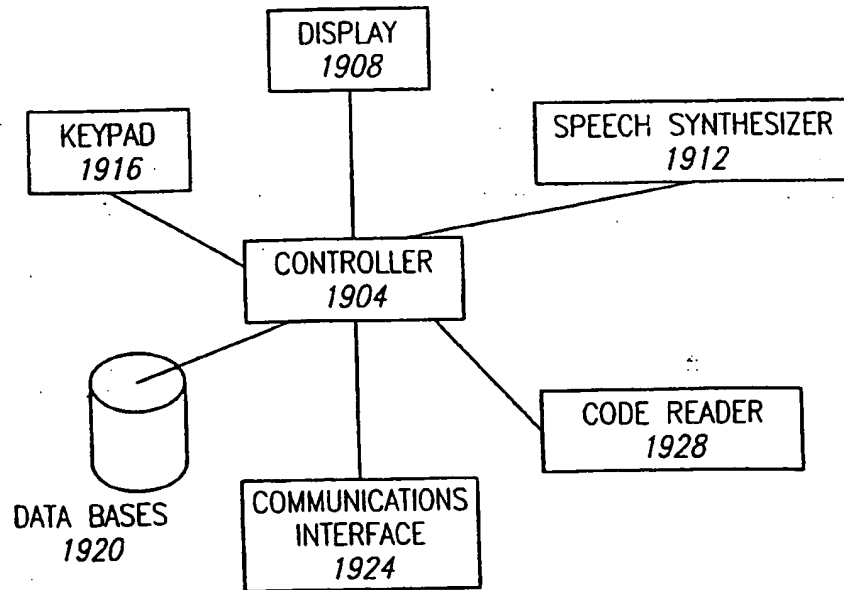 DISPLAY
1908
KEYPAD
1916
SPEECH SYNTHESIZER
1912
CONTROLLER
1904
CODE READER
1928
DATA BASES
1920
COMMUNICATIONS
INTERFACE
1924